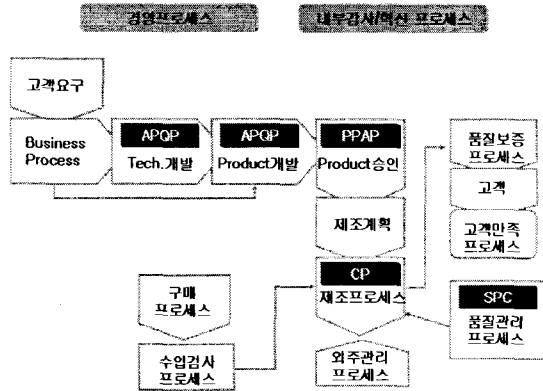 경영프로세스
내부감사/혁신 프로세스
고객요구
Business
Process
APQP
Tech.개발
APQP
Product개발
PPAP
Product승인
제조계획
CP
제조프로세스
구매
프로세스
수입검사
프로세스
외주관리
프로세스
품질보증
프로세스
고객
고객만족
프로세스
SPC
품질관리
프로세스